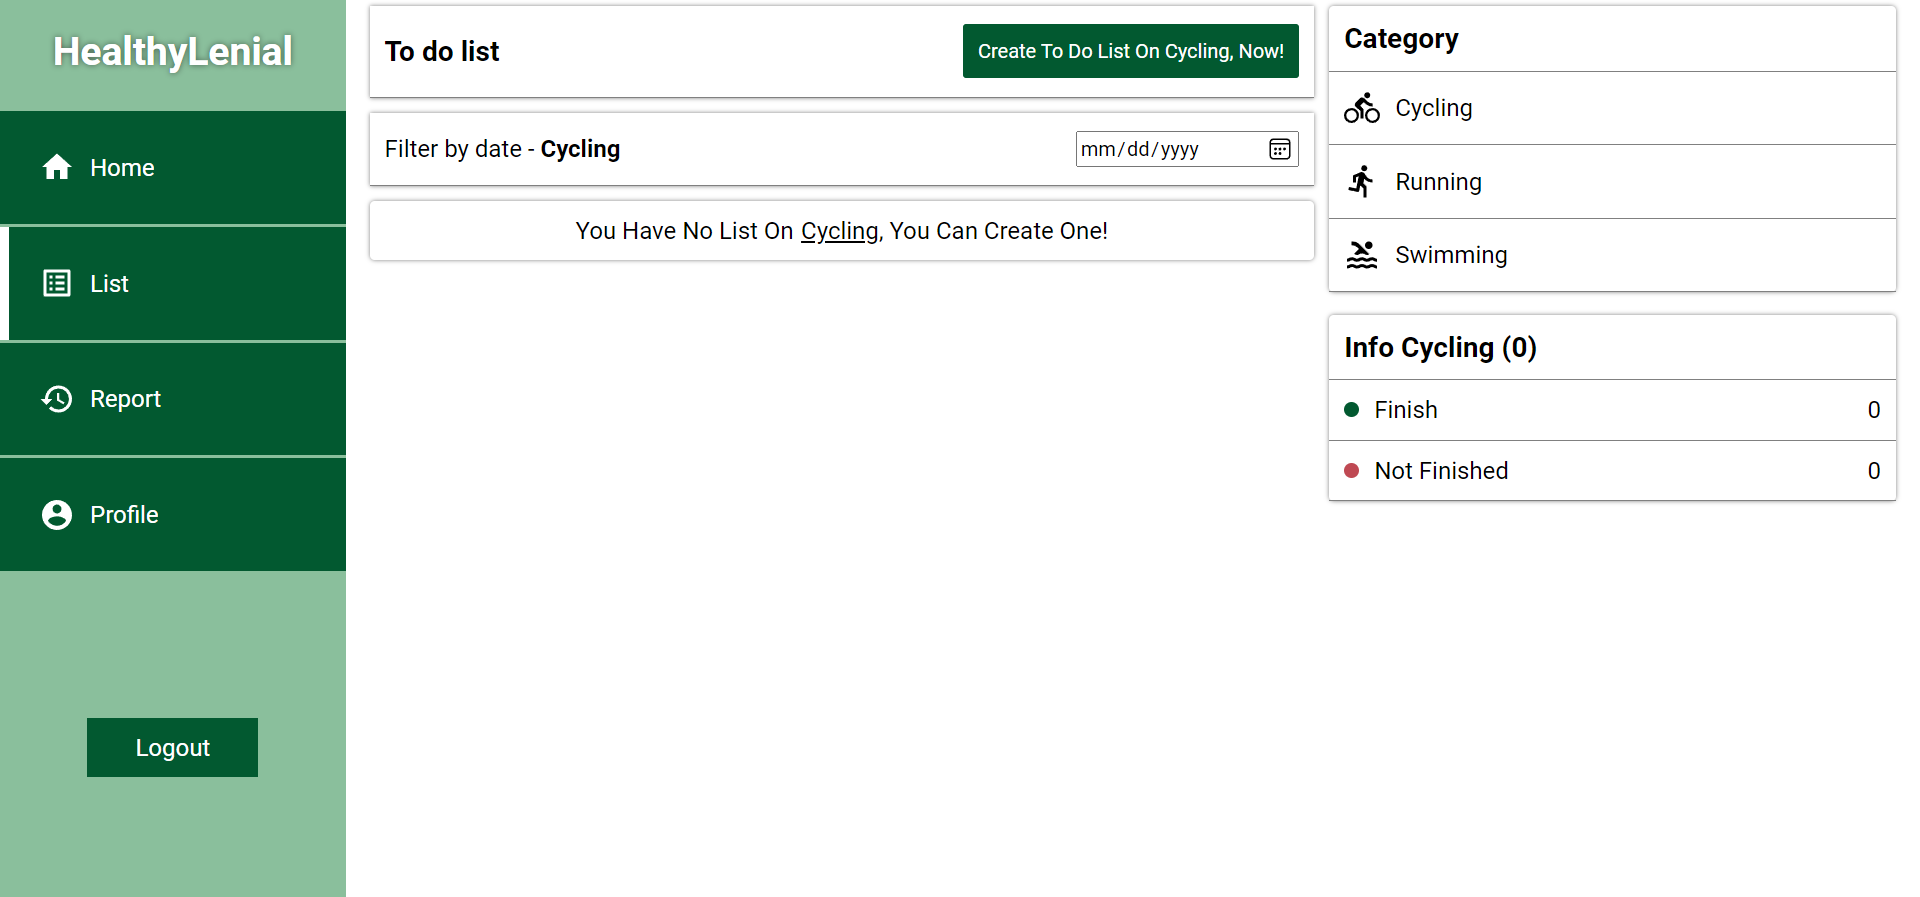 HealthyLenial
Home
List
Report
Profile
Logout
To do list
Create To Do List On Cycling, Now!
Filter by date - Cycling
mm/dd/yyyy
You Have No List On Cycling, You Can Create One!
Category
Cycling
Running
Swimming
Info Cycling (0)
Finish 0
Not Finished 0